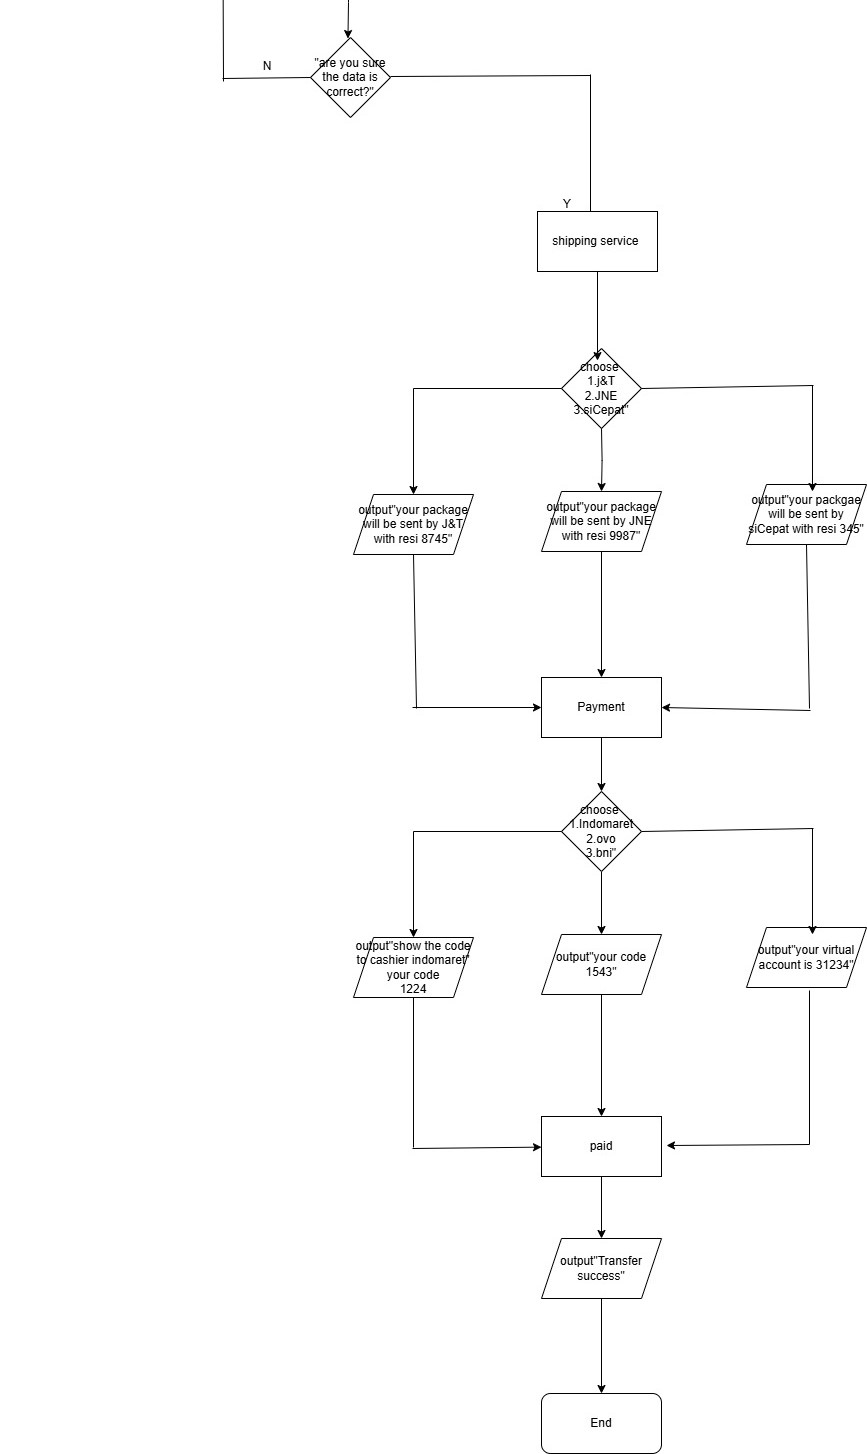 "are you sure
the data is
correct?"
N
Y
shipping service
choose
1.j&T
2.JNE
3.siCepat"
output"your package
will be sent by J&T
with resi 8745"
output"your package
will be sent by JNE
with resi 9987"
output"your packgae
will be sent by
siCepat with resi 345"
Payment
choose
1.Indomaret
2.ovo
3.bni"
output"show the code
to cashier indomaret"
your code
1224
output"your code
1543"
output"your virtual
account is 31234"
paid
output"Transfer
success"
End